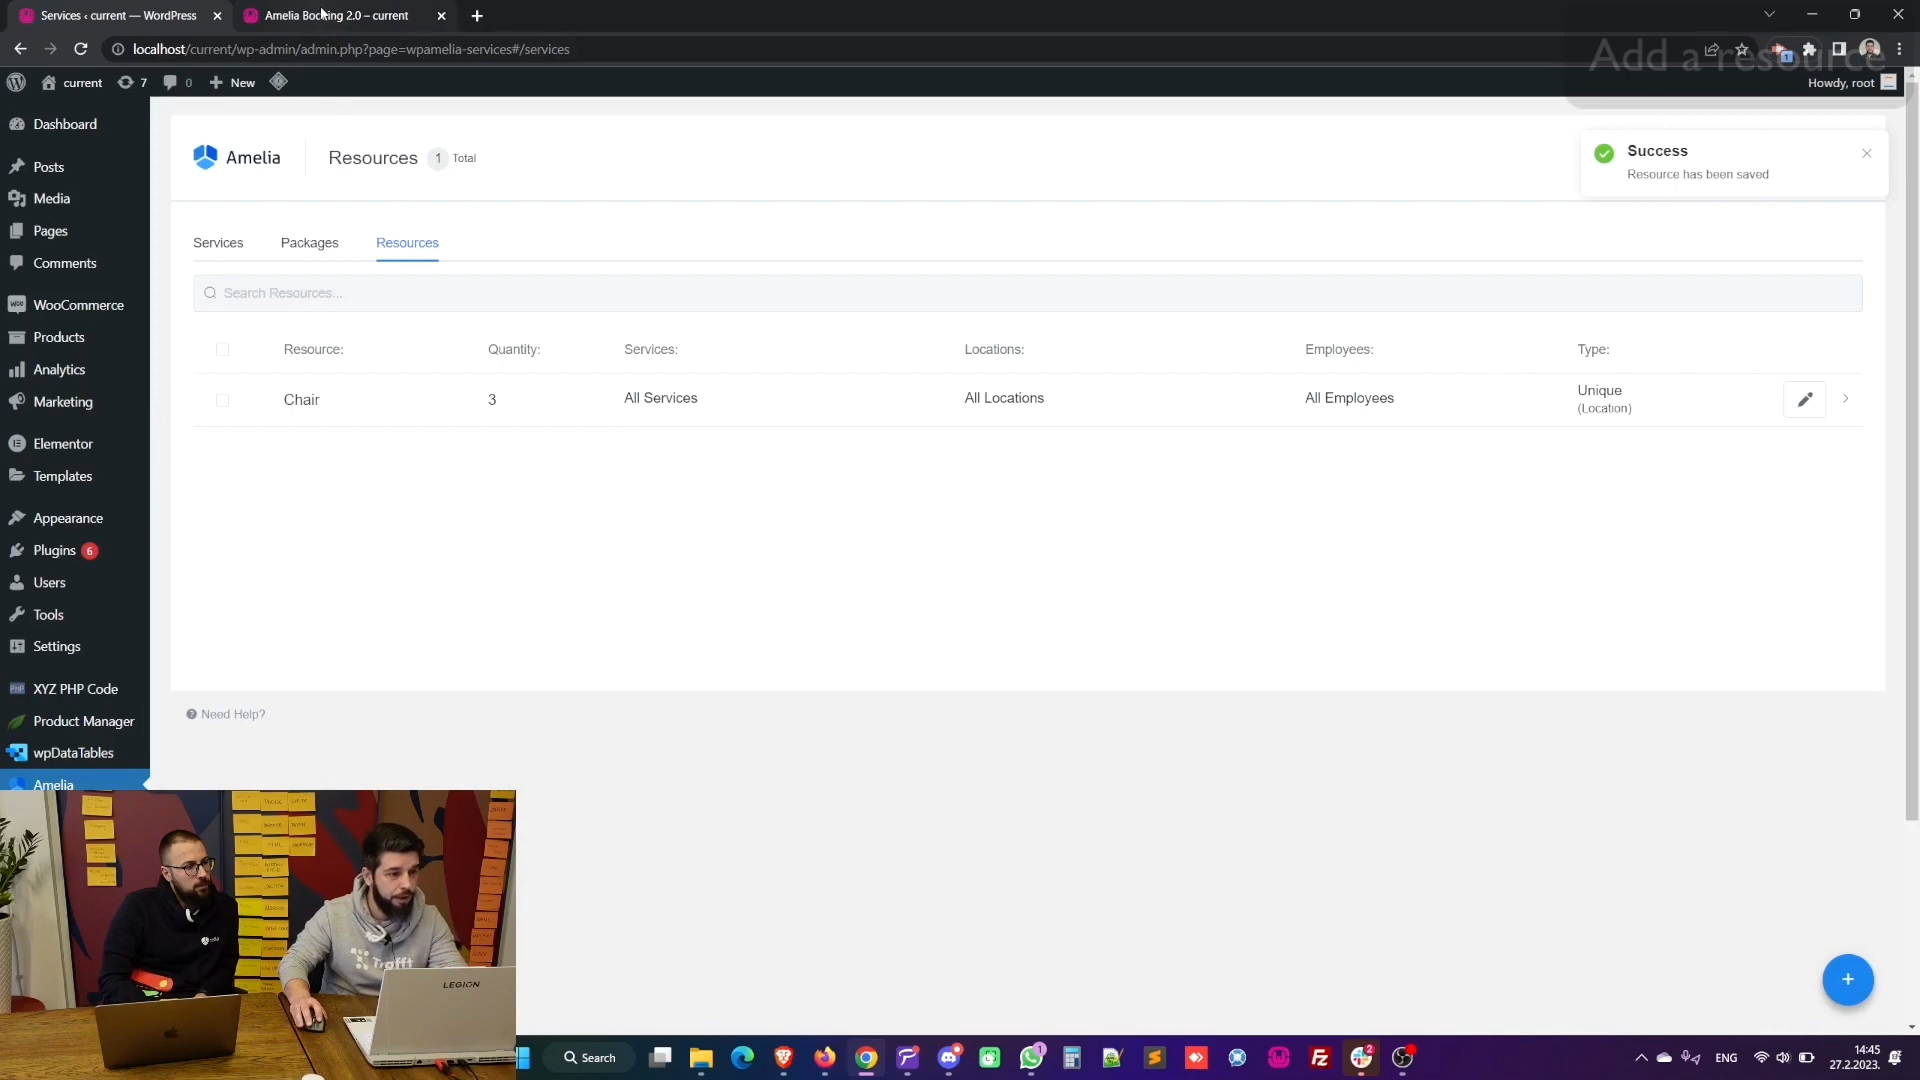 Services ‹ current — WordPress
Amelia Booking 2.0 – current
localhost/current/wp-admin/admin.php?page=wpamelia-services#/services
Add a resource
current
7
0
New
Howdy, root
Dashboard
Posts
Media
Pages
Comments
WooCommerce
Products
Analytics
Marketing
Elementor
Templates
Appearance
Plugins 6
Users
Tools
Settings
XYZ PHP Code
Product Manager
wpDataTables
Amelia
Amelia
Resources 1 Total
Success
Resource has been saved
Services Packages Resources
Search Resources...
Resource: Quantity: Services: Locations: Employees: Type:
Chair 3 All Services All Locations All Employees Unique
(Location)
Need Help?
Trafft
LEGION
Search
ENG
14:45
27.2.2023.